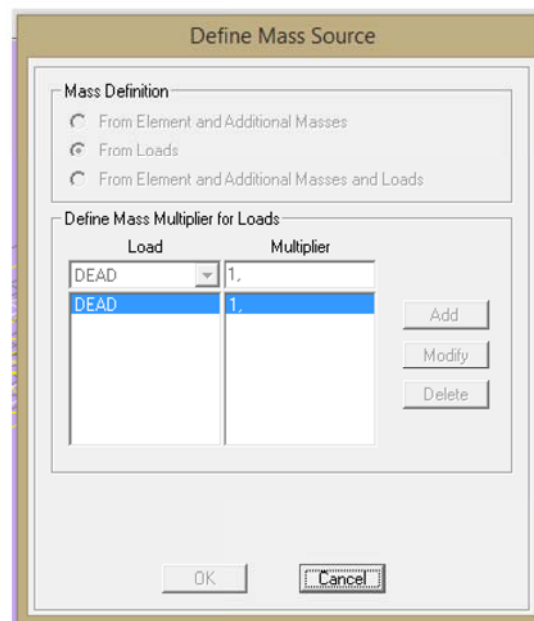 Define Mass Source
Mass Definition
From Element and Additional Masses
From Loads
From Element and Additional Masses and Loads
Define Mass Multiplier for Loads
Load Multiplier
DEAD 1,
DEAD 1,
Add
Modify
Delete
OK Cancel